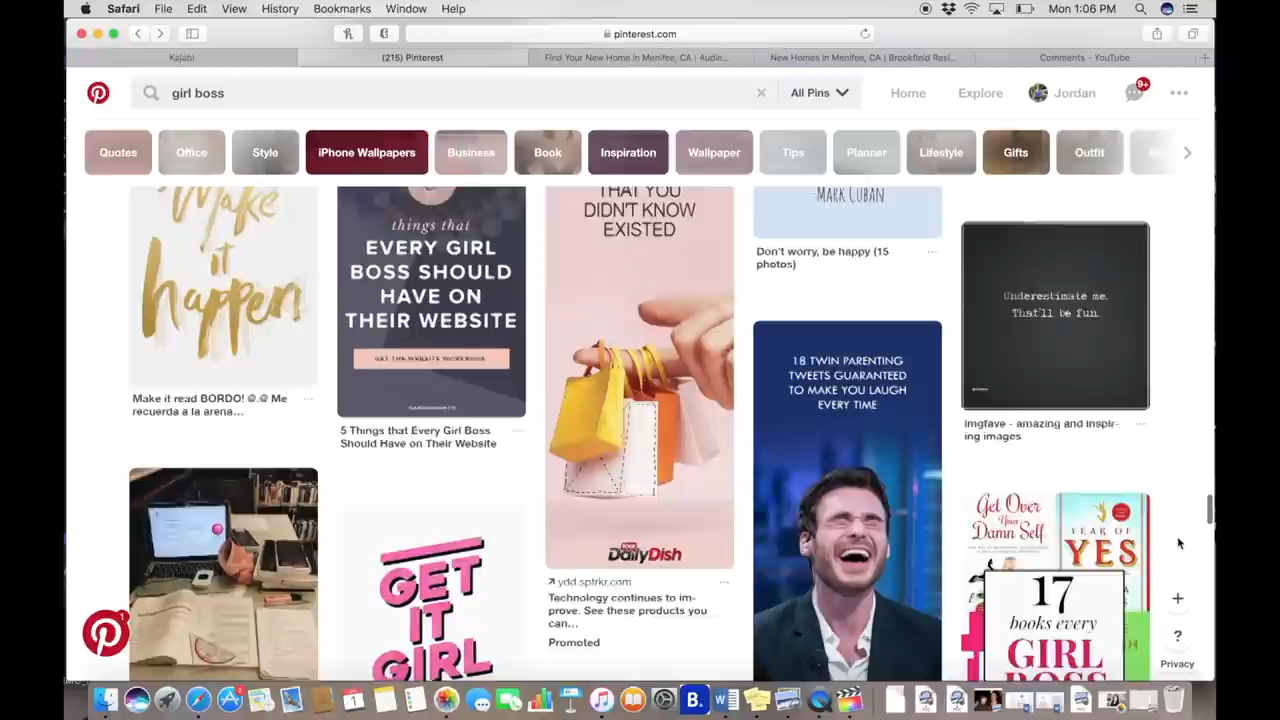 Safari File Edit View History Bookmarks Window Help Mon 1:06 PM
pinterest.com
Kajabi (215) Pinterest Find Your New Home in Menifee, CA | Audie... New Homes in Menifee, CA | Brookfield Resi... Comments - YouTube
girl boss All Pins Home Explore Jordan 9+
Quotes Office Style iPhone Wallpapers Business Book Inspiration Wallpaper Tips Planner Lifestyle Gifts Outfit
Make
it
happen
Make it read BORDO! @.@ Me
recuerda a la arena...
things that
EVERY GIRL
BOSS SHOULD
HAVE ON
THEIR WEBSITE
GET THE WEBSITE WORKBOOK
5 Things that Every Girl Boss
Should Have on Their Website
GET
IT
GIRL
THAT YOU
DIDN'T KNOW
EXISTED
YOUR
DailyDish
ydd.sptrkr.com
Technology continues to im-
prove. See these products you
can...
Promoted
MARK CUBAN
Don't worry, be happy (15
photos)
18 TWIN PARENTING
TWEETS GUARANTEED
TO MAKE YOU LAUGH
EVERY TIME
Underestimate me.
That'll be fun.
imgfave - amazing and inspir-
ing images
Get Over
Your
Damn Self
YEAR OF
YES
17
books every
GIRL
BOSS
1
+
?
Privacy
B.